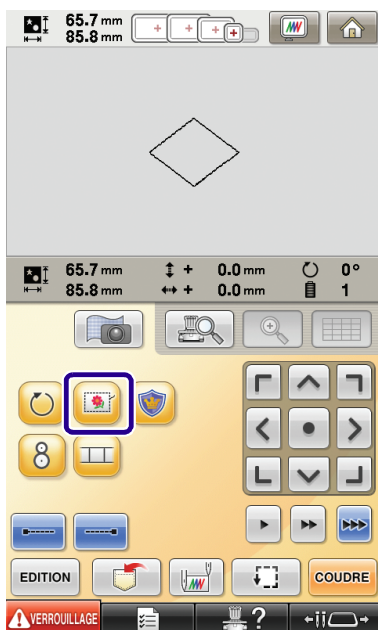 65.7 mm
85.8 mm
65.7 mm + 0.0 mm 0°
85.8 mm + 0.0 mm 1
8
EDITION
COUDRE
VERROUILLAGE
?